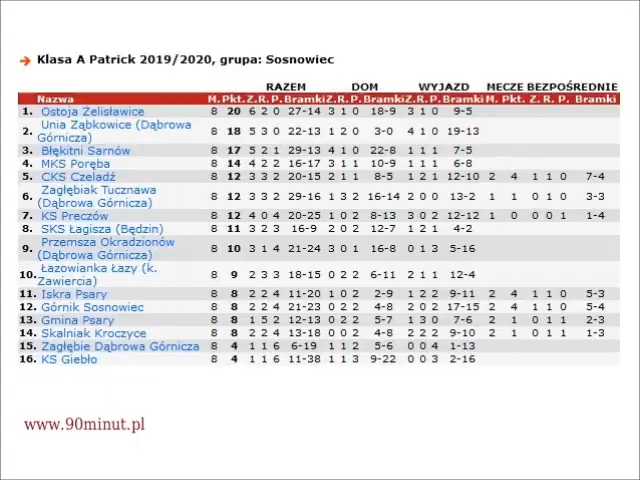 Klasa A Patrick 2019/2020, grupa: Sosnowiec
RAZEM DOM WYJAZD MECZE BEZPOŚREDNIE
Nazwa M. Pkt. Z. R. P. Bramki Z. R. P. Bramki Z. R. P. Bramki M. Pkt. Z. R. P. Bramki
1. Ostoja Żelisławice 8 20 6 2 0 27-14 3 1 0 18-9 3 1 0 9-5
2. Unia Ząbkowice (Dąbrowa
Górnicza) 8 18 5 3 0 22-13 1 2 0 3-0 4 1 0 19-13
3. Błękitni Sarnów 8 17 5 2 1 29-13 4 1 0 22-8 1 1 1 7-5
4. MKS Poręba 8 14 4 2 2 16-17 3 1 1 10-9 1 1 1 6-8
5. CKS Czeladź 8 12 3 3 2 20-15 2 1 1 8-5 1 2 1 12-10 2 4 1 1 0 7-4
6. Zagłębiak Tucznawa
(Dąbrowa Górnicza) 8 12 3 3 2 29-16 1 3 2 16-14 2 0 0 13-2 1 1 0 1 0 3-3
7. KS Preczów 8 12 4 0 4 20-25 1 0 2 8-13 3 0 2 12-12 1 0 0 0 1 1-4
8. SKS Łagisza (Będzin) 8 11 3 2 3 16-9 2 0 2 12-7 1 2 1 4-2
9. Przemsza Okradzionów
(Dąbrowa Górnicza) 8 10 3 1 4 21-24 3 0 1 16-8 0 1 3 5-16
10. Łazowianka Łazy (k.
Zawiercia) 8 9 2 3 3 18-15 0 2 2 6-11 2 1 1 12-4
11. Iskra Psary 8 8 2 2 4 11-20 1 0 2 2-9 1 2 2 9-11 2 4 1 1 0 5-3
12. Górnik Sosnowiec 8 8 2 2 4 21-23 0 2 2 4-8 2 0 2 17-15 2 4 1 1 0 5-4
13. Gmina Psary 8 8 1 5 2 12-13 0 2 2 5-7 1 3 0 7-6 2 1 0 1 1 2-3
14. Skalniak Kroczyce 8 8 2 2 4 13-18 0 0 2 4-8 2 2 2 9-10 2 1 0 1 1 1-3
15. Zagłębie Dąbrowa Górnicza 8 4 1 1 6 6-19 1 1 2 5-6 0 0 4 1-13
16. KS Giebło 8 4 1 1 6 11-38 1 1 3 9-22 0 0 3 2-16
www.90minut.pl